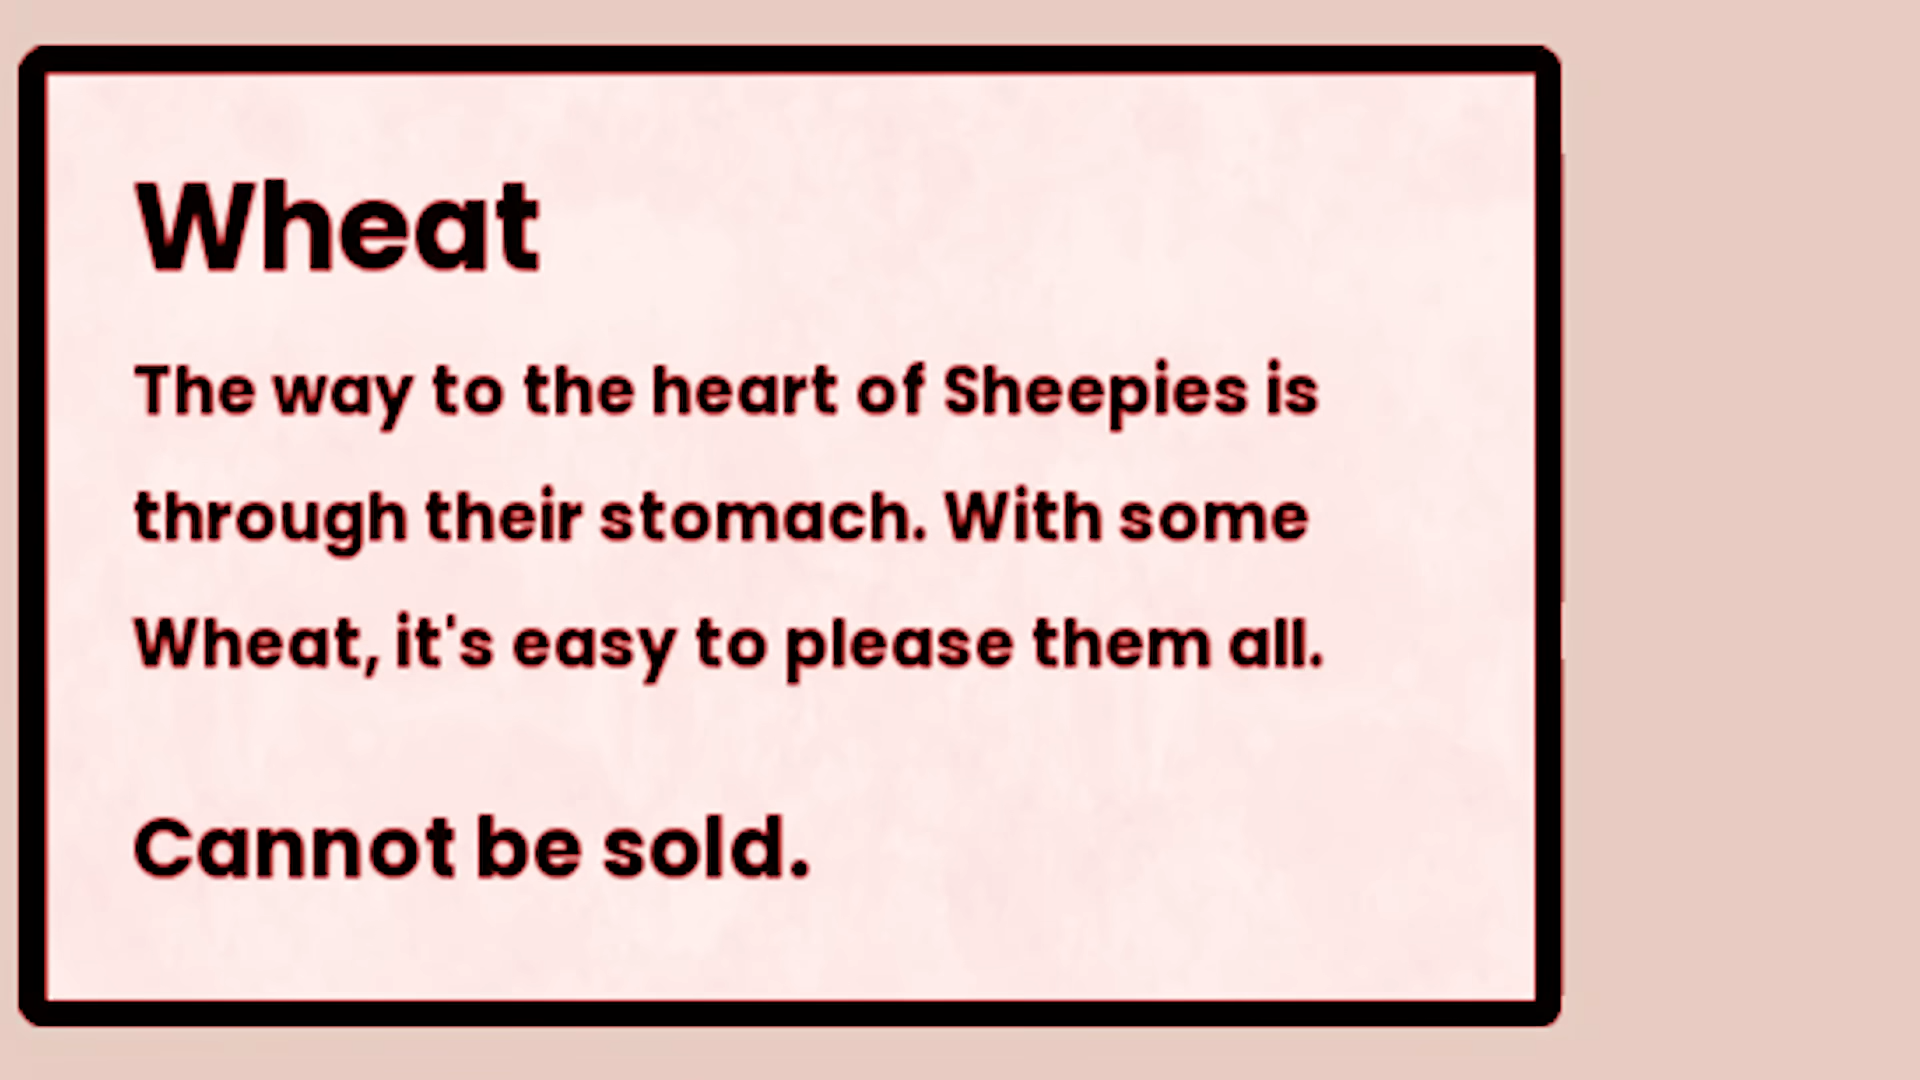 Wheat
The way to the heart of Sheepies is
through their stomach. With some
Wheat, it's easy to please them all.
Cannot be sold.